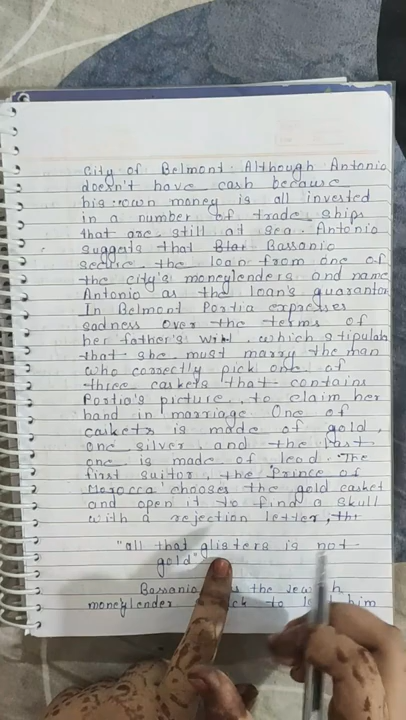 City of Belmont. Although Antonio
doesn't have cash because
his own money is all invested
in a number of trade ships
that are still at sea. Antonio
suggests that Bassanio
secure the loan from one of
the city's moneylenders and name
Antonio as the loan's guarantor
In Belmont Portia expresses
sadness over the terms of
her father's will, which stipulats
that she must marry the man
who correctly pick one of
three caskets that contains
Portia's picture, to claim her
hand in marriage. One of
caskets is made of gold,
one silver, and the last
one is made of lead. The
first suitor, the Prince of
Morocca chooses the gold casket
and open it to find a skull
with a rejection letter, tht
"all that glisters is not
gold"
Bassanio the Jewish
moneylender to him